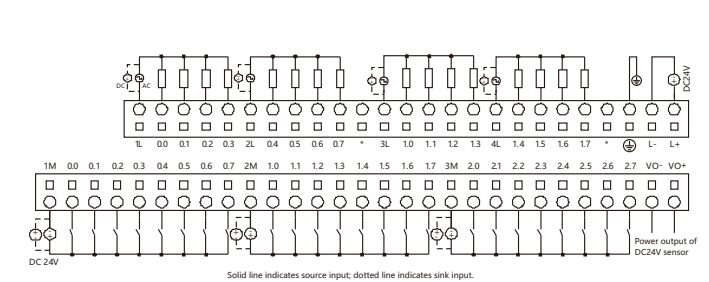 DC AC
DC24V
1L 0.0 0.1 0.2 0.3 2L 0.4 0.5 0.6 0.7 * 3L 1.0 1.1 1.2 1.3 4L 1.4 1.5 1.6 1.7 * L- L+
1M 0.0 0.1 0.2 0.3 0.4 0.5 0.6 0.7 2M 1.0 1.1 1.2 1.3 1.4 1.5 1.6 1.7 3M 2.0 2.1 2.2 2.3 2.4 2.5 2.6 2.7 VO- VO+
DC 24V
Power output of
DC24V sensor
Solid line indicates source input; dotted line indicates sink input.